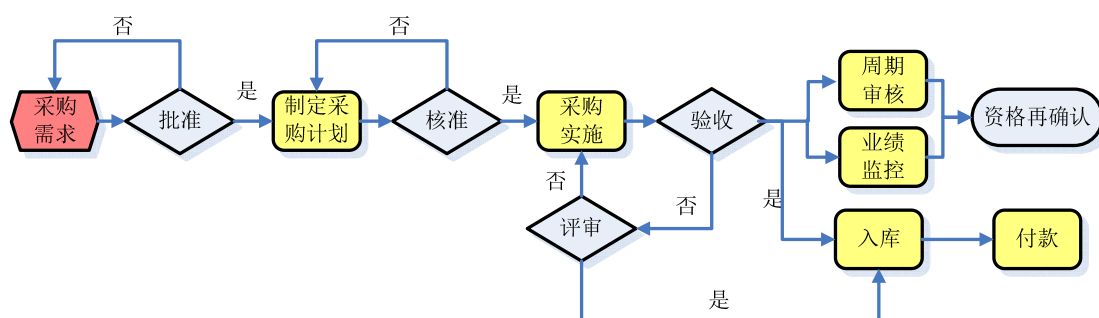 否
否
采购
需求
批准
是
制定采
购计划
核准
是
采购
实施
验收
周期
审核
业绩
监控
资格再确认
否
评审
否
是
入库
付款
是